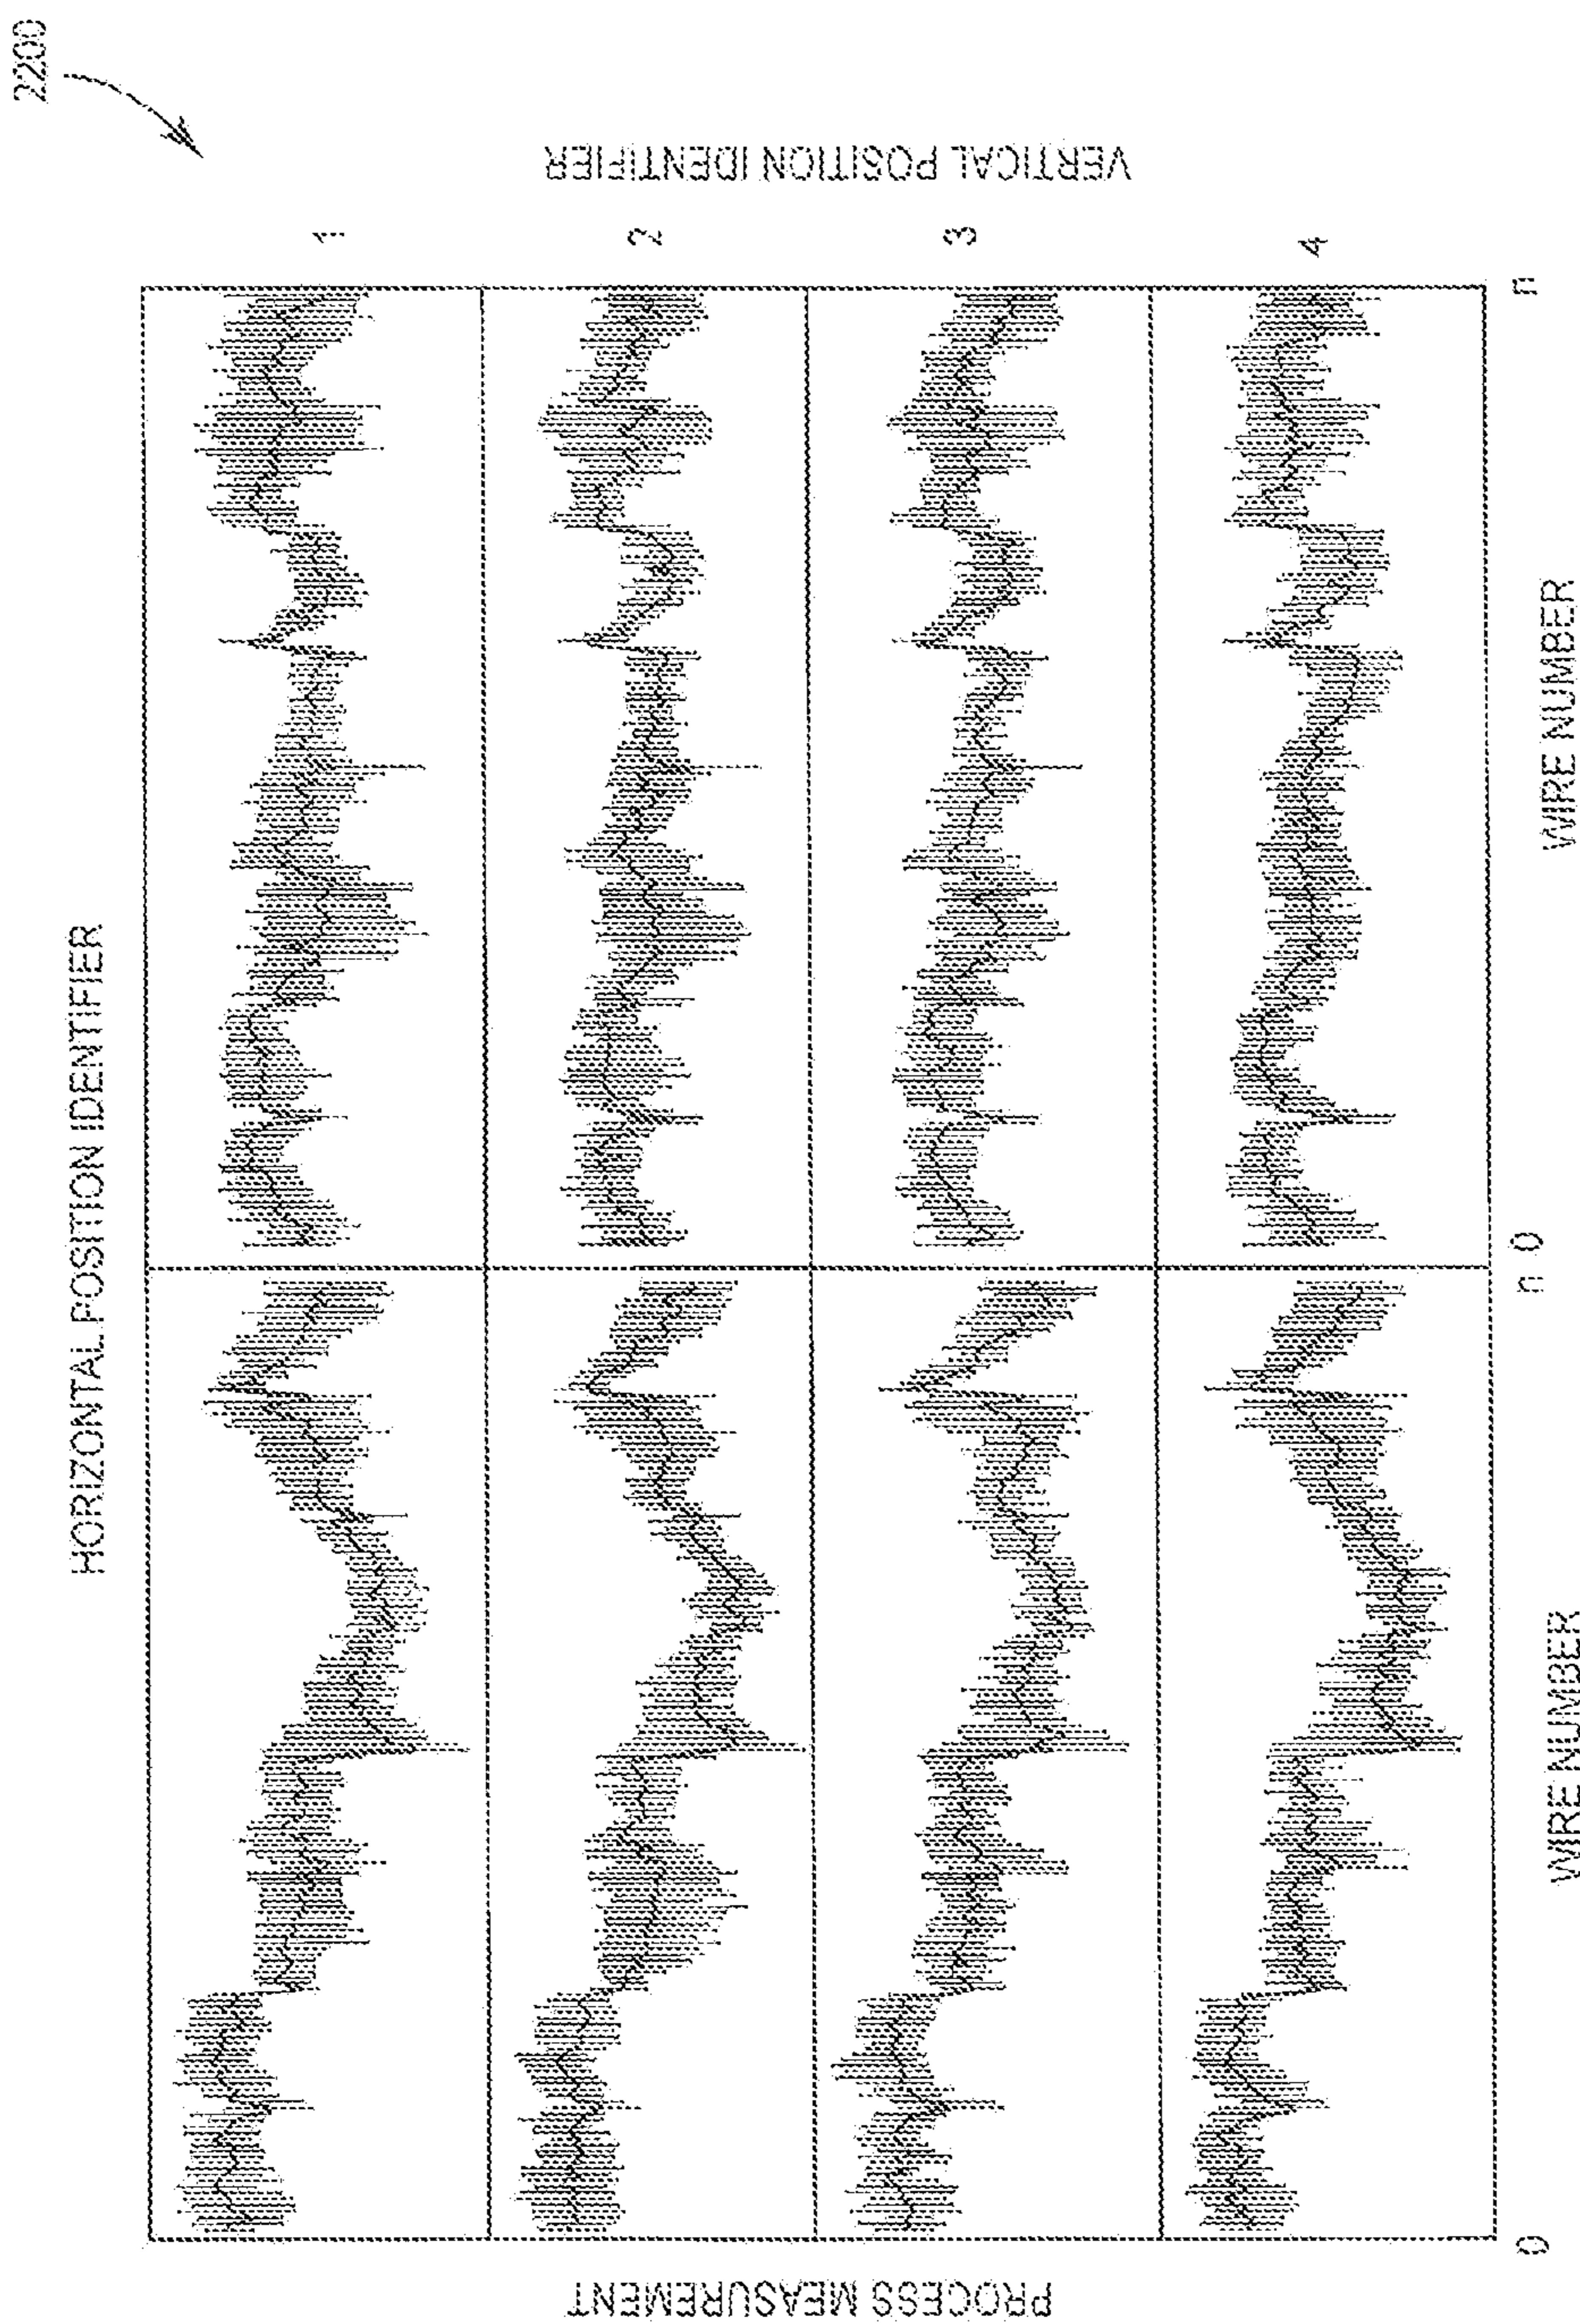 2200
HORIZONTAL POSITION IDENTIFIER
PROCESS MEASUREMENT
VERTICAL POSITION IDENTIFIER
1
2
3
4
0
n
0
n
WIRE NUMBER
WIRE NUMBER